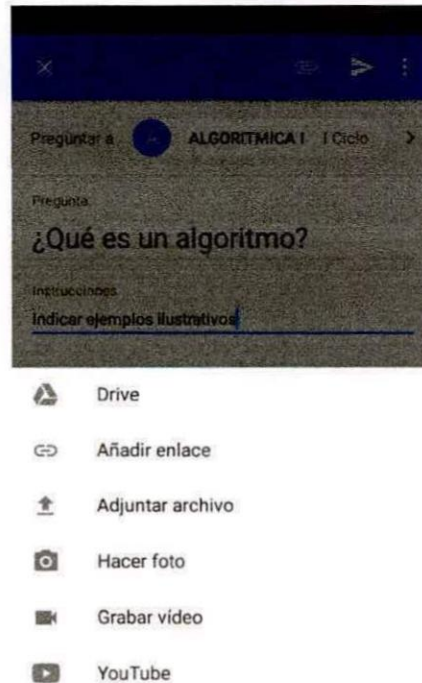 Preguntar a ALGORITMICA I I Ciclo
Pregunta
¿Qué es un algoritmo?
Instrucciones
Indicar ejemplos ilustrativos
Drive
Añadir enlace
Adjuntar archivo
Hacer foto
Grabar vídeo
YouTube